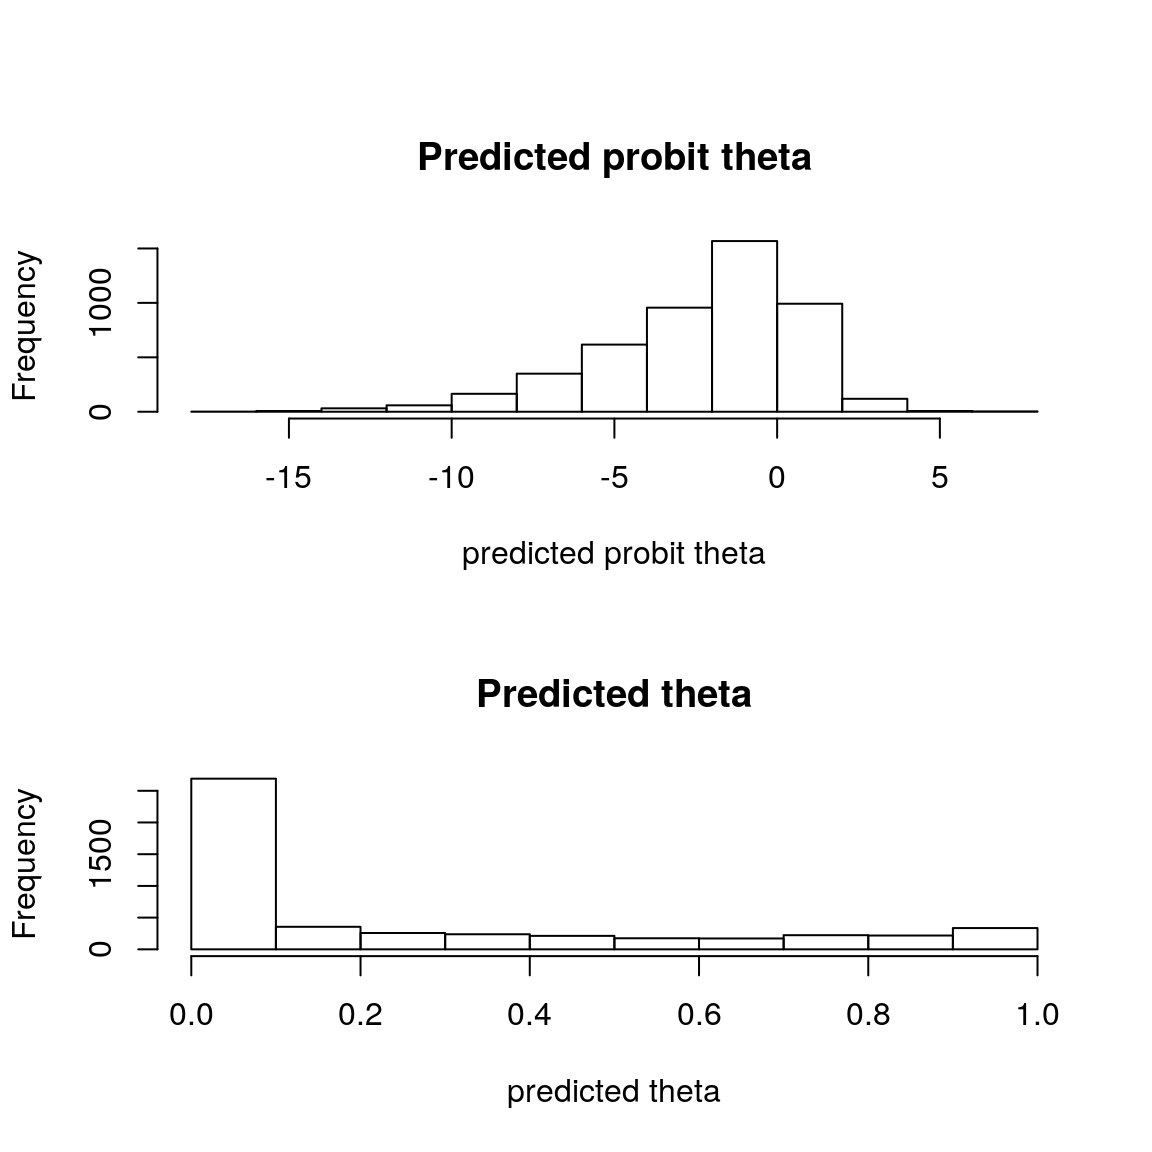 Predicted probit theta
Frequency
1000
0
-15 -10 -5 0 5
predicted probit theta
Predicted theta
Frequency
1500
0
0.0 0.2 0.4 0.6 0.8 1.0
predicted theta